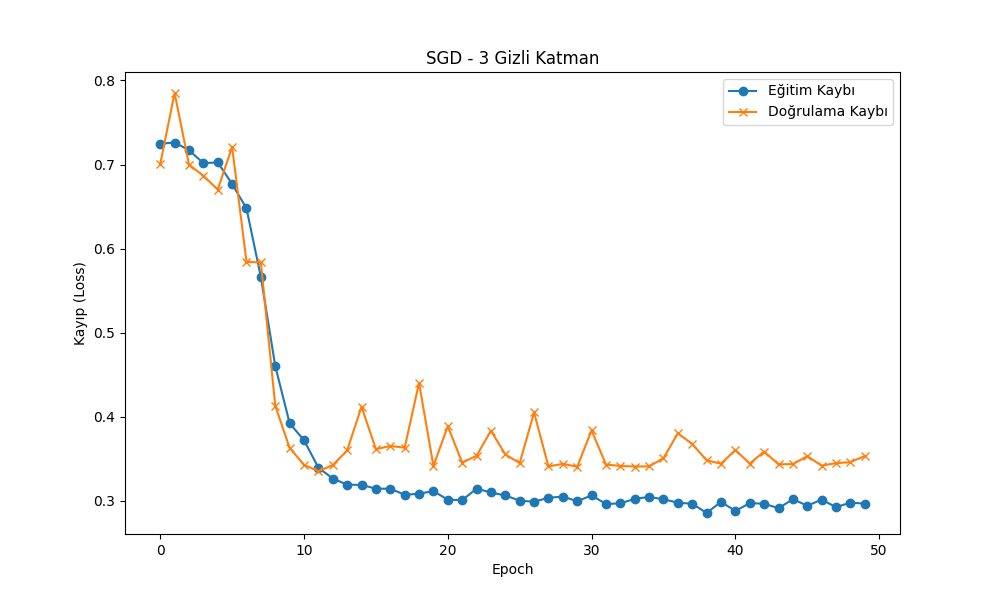 SGD - 3 Gizli Katman
Eğitim Kaybı
Doğrulama Kaybı
Kayıp (Loss)
0.8
0.7
0.6
0.5
0.4
0.3
0 10 20 30 40 50
Epoch